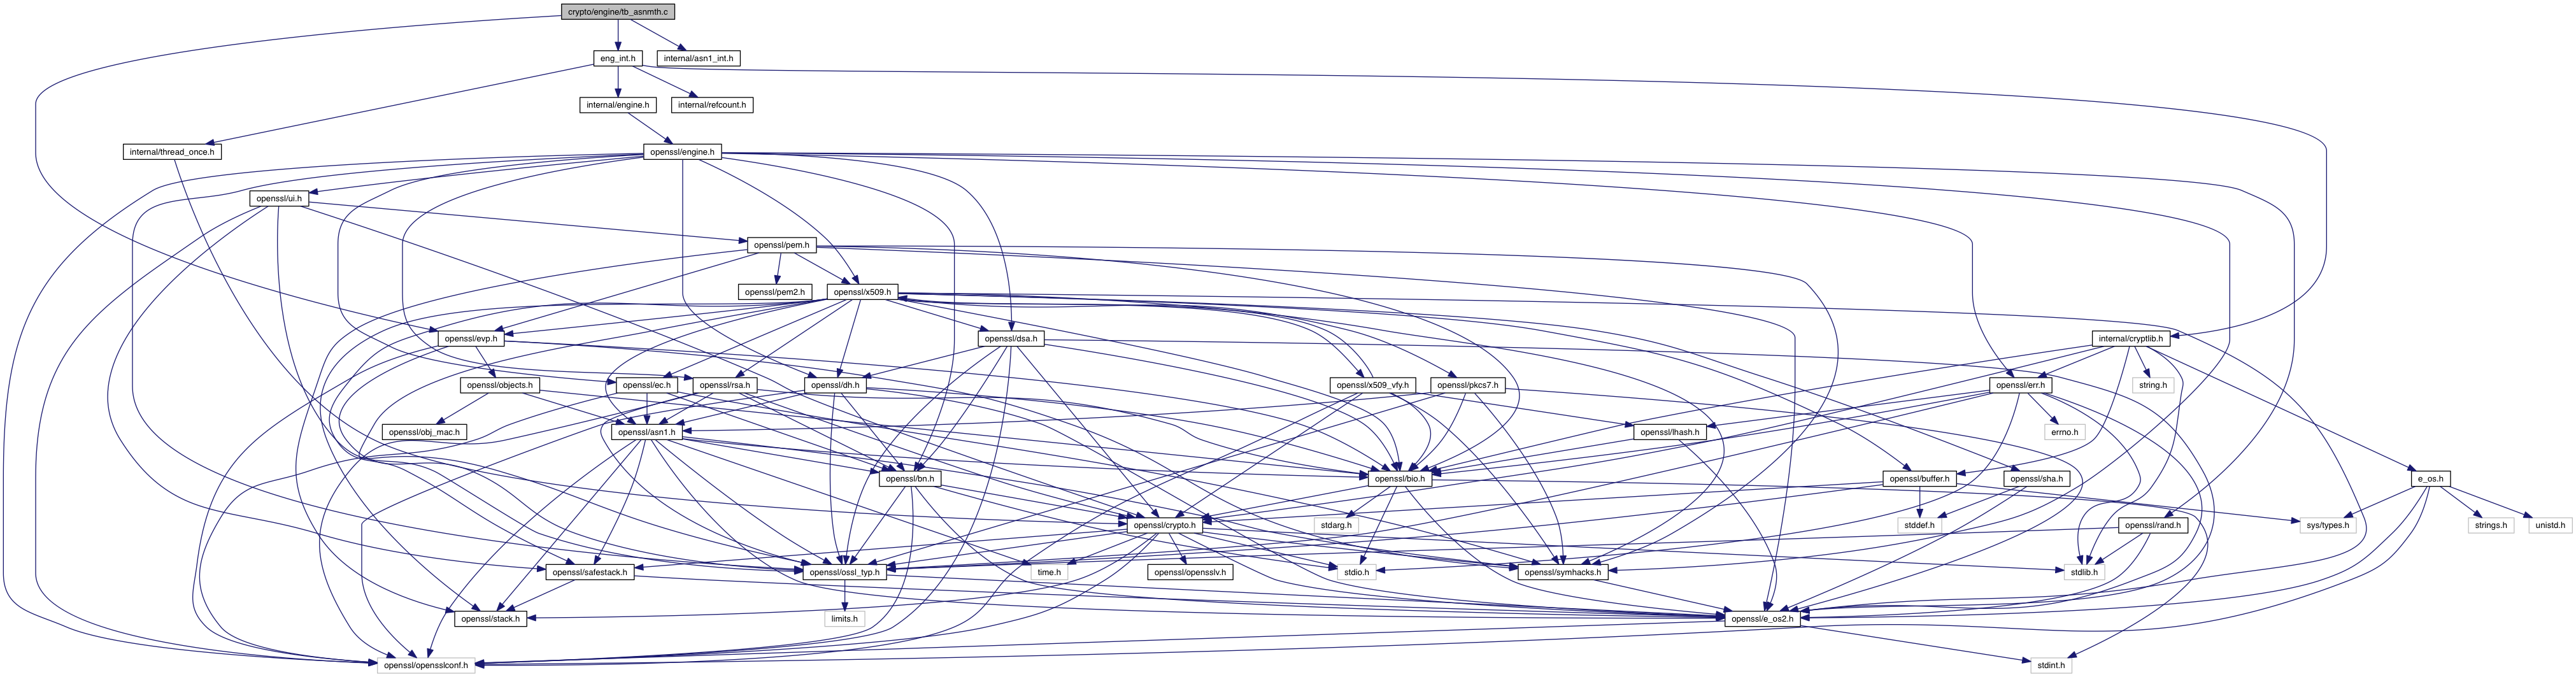 crypto/engine/tb_asnmth.c
eng_int.h
internal/asn1_int.h
internal/engine.h
internal/refcount.h
internal/thread_once.h
openssl/engine.h
openssl/ui.h
openssl/pem.h
openssl/pem2.h
openssl/x509.h
openssl/evp.h
openssl/dsa.h
internal/cryptlib.h
openssl/objects.h
openssl/ec.h
openssl/rsa.h
openssl/dh.h
openssl/x509_vfy.h
openssl/pkcs7.h
openssl/err.h
string.h
openssl/obj_mac.h
openssl/asn1.h
openssl/lhash.h
errno.h
openssl/bn.h
openssl/bio.h
openssl/buffer.h
openssl/sha.h
e_os.h
openssl/crypto.h
stdarg.h
stddef.h
openssl/rand.h
sys/types.h
strings.h
unistd.h
openssl/safestack.h
openssl/ossl_typ.h
time.h
openssl/opensslv.h
stdio.h
openssl/symhacks.h
stdlib.h
openssl/stack.h
limits.h
openssl/e_os2.h
openssl/opensslconf.h
stdint.h